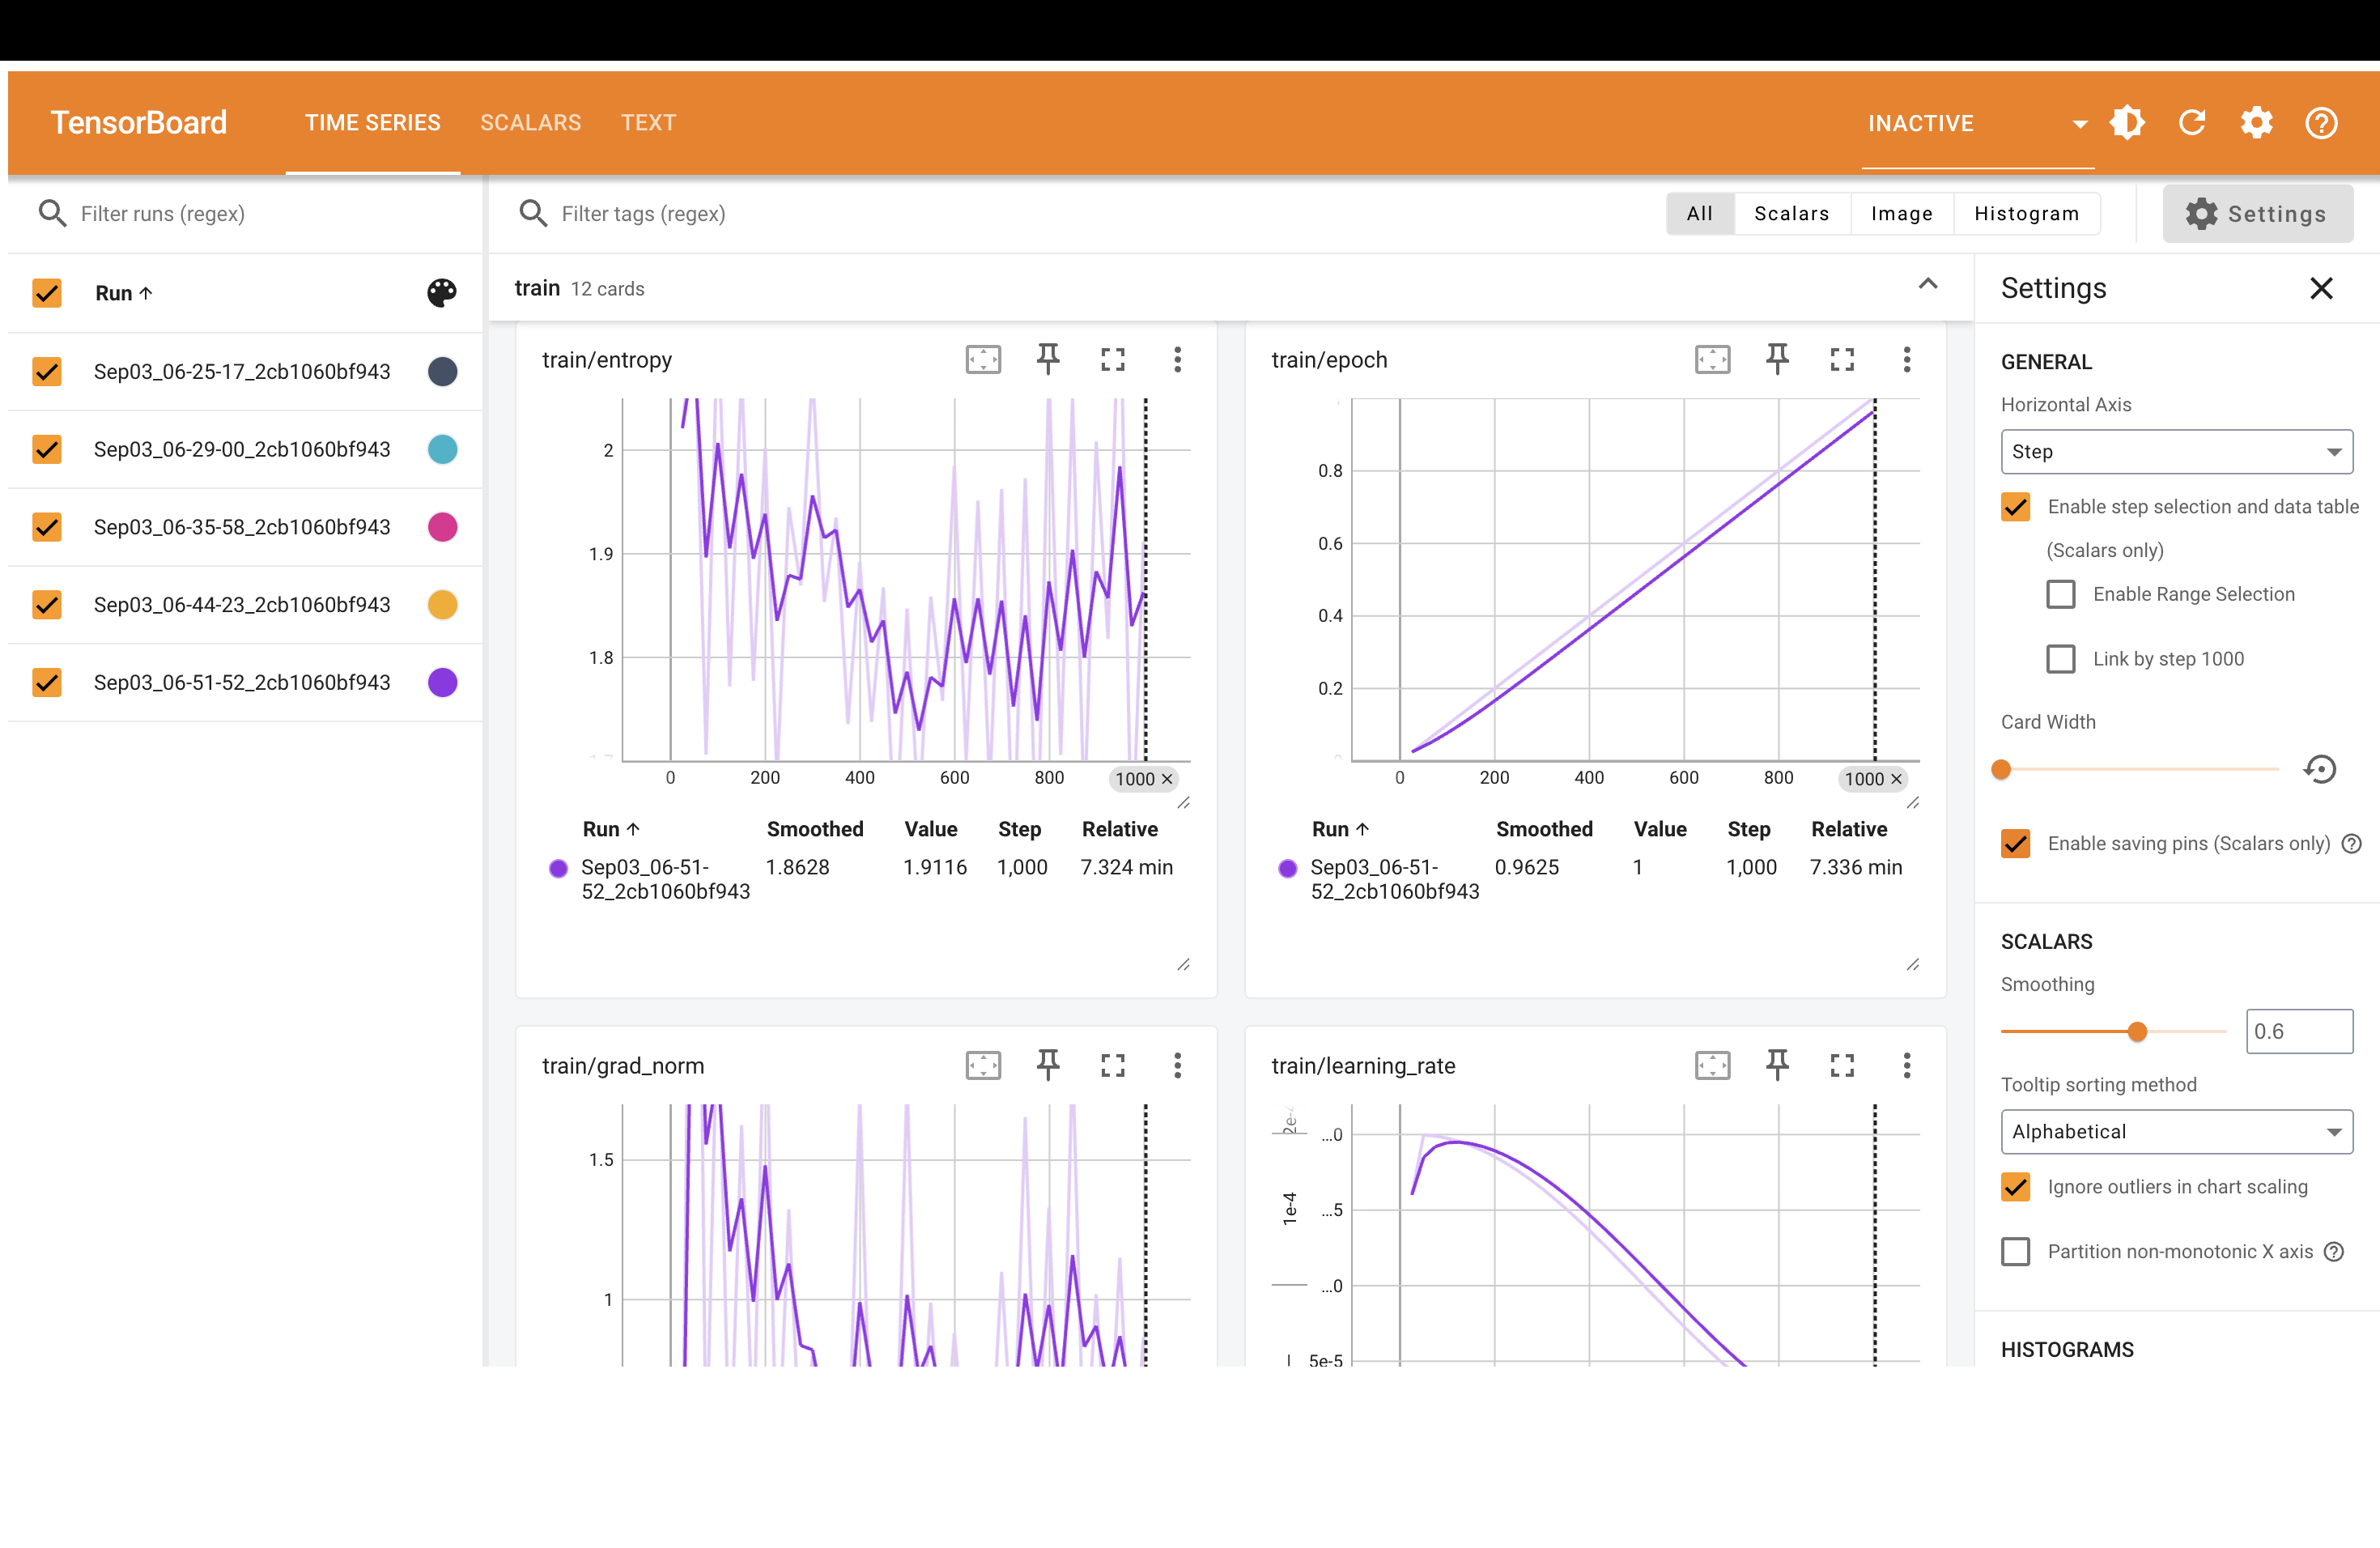 TensorBoard TIME SERIES SCALARS TEXT INACTIVE
Filter runs (regex)
Filter tags (regex)
All Scalars Image Histogram Settings
Run
Sep03_06-25-17_2cb1060bf943
Sep03_06-29-00_2cb1060bf943
Sep03_06-35-58_2cb1060bf943
Sep03_06-44-23_2cb1060bf943
Sep03_06-51-52_2cb1060bf943
train 12 cards
train/entropy
2
1.9
1.8
1.7
0 200 400 600 800 1000
Run Smoothed Value Step Relative
Sep03_06-51- 1.8628 1.9116 1,000 7.324 min
52_2cb1060bf943
train/epoch
0.8
0.6
0.4
0.2
0 200 400 600 800 1000
Run Smoothed Value Step Relative
Sep03_06-51- 0.9625 1 1,000 7.336 min
52_2cb1060bf943
train/grad_norm
1.5
1
train/learning_rate
2e-4
...0
1e-4
...5
...0
5e-5
Settings
GENERAL
Horizontal Axis
Step
Enable step selection and data table
(Scalars only)
Enable Range Selection
Link by step 1000
Card Width
Enable saving pins (Scalars only)
SCALARS
Smoothing
0.6
Tooltip sorting method
Alphabetical
Ignore outliers in chart scaling
Partition non-monotonic X axis
HISTOGRAMS